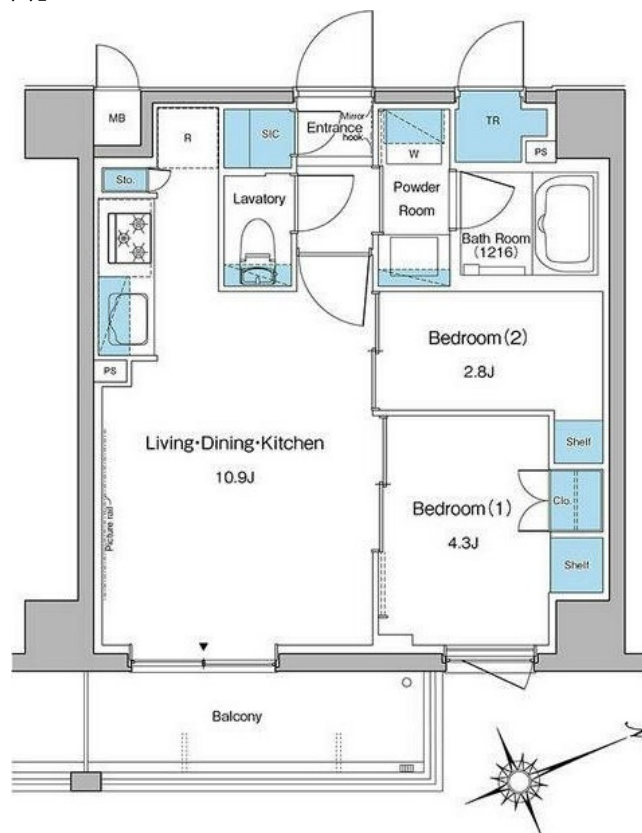 MB
R
SIC
Mirror
Entrance
hook
TR
PS
W
Sto.
Lavatory
Powder
Room
Bath Room
(1216)
Bedroom(2)
2.8J
PS
Living・Dining・Kitchen
10.9J
Picture rail
Shelf
Bedroom(1)
4.3J
Clo.
Shelf
Balcony
N